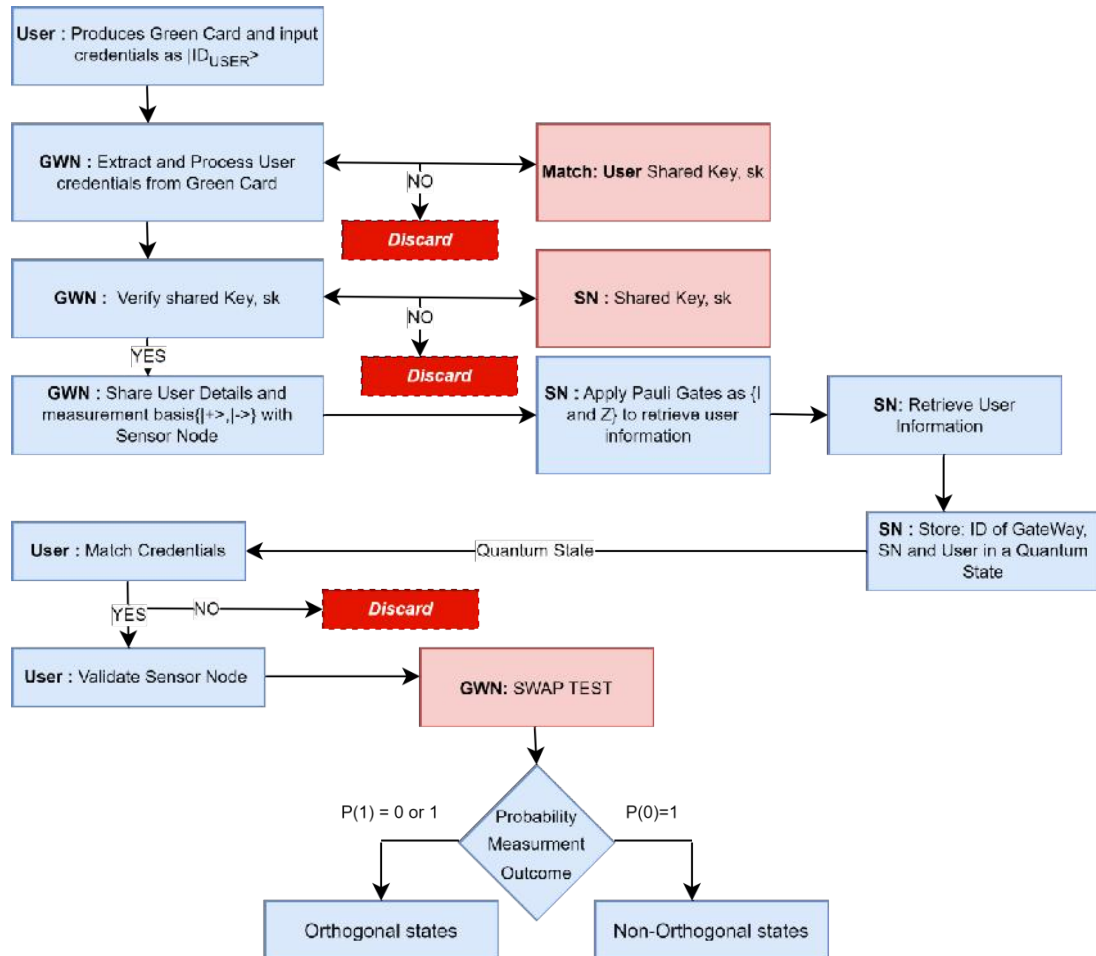 User : Produces Green Card and input
credentials as |ID_USER>
GWN : Extract and Process User
credentials from Green Card
NO
Match: User Shared Key, sk
Discard
GWN : Verify shared Key, sk
NO
SN : Shared Key, sk
Discard
YES
GWN : Share User Details and
measurement basis{|+>,|->} with
Sensor Node
SN : Apply Pauli Gates as {I
and Z} to retrieve user
information
SN: Retrieve User
Information
SN : Store: ID of GateWay,
SN and User in a Quantum
State
Quantum State
User : Match Credentials
YES
NO
Discard
User : Validate Sensor Node
GWN: SWAP TEST
P(1) = 0 or 1
Probability
Measurment
Outcome
P(0)=1
Orthogonal states
Non-Orthogonal states